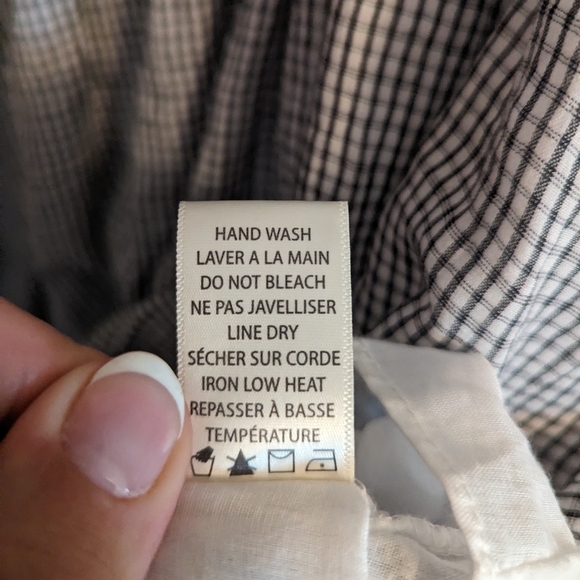 HAND WASH
LAVER A LA MAIN
DO NOT BLEACH
NE PAS JAVELLISER
LINE DRY
SÉCHER SUR CORDE
IRON LOW HEAT
REPASSER À BASSE
TEMPÉRATURE